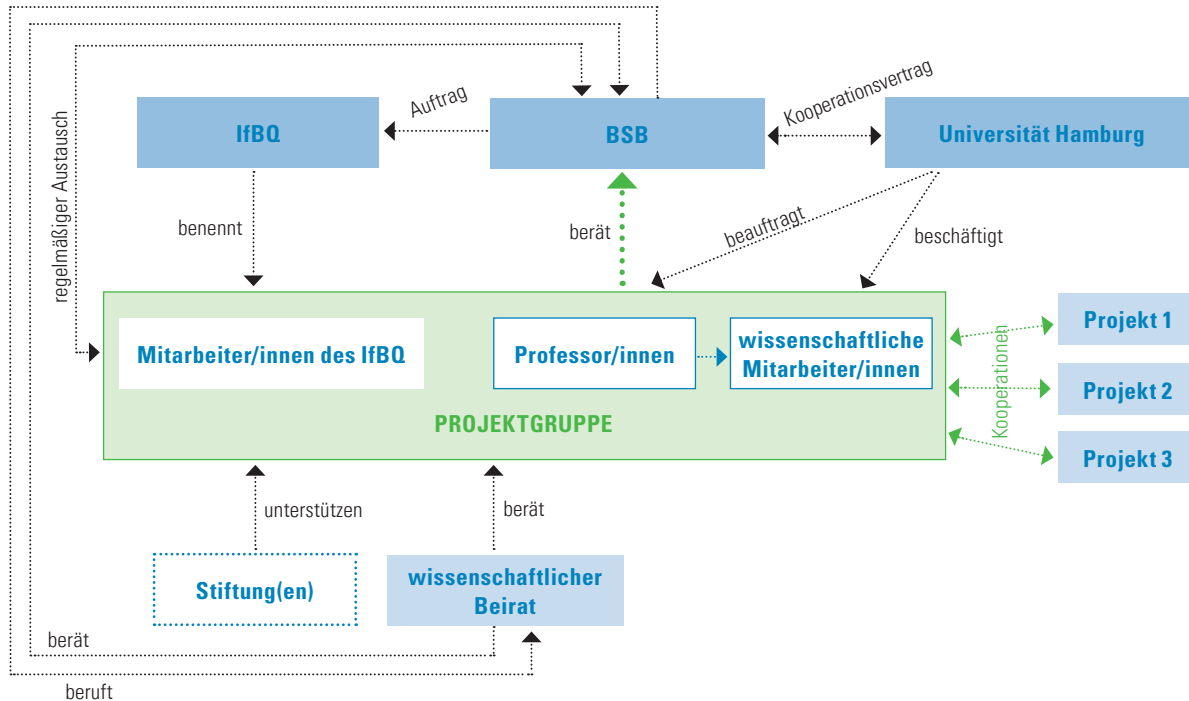 Auftrag
Kooperationsvertrag
IfBQ
BSB
Universität Hamburg
regelmäßiger Austausch
benennt
berät
beauftragt
beschäftigt
Mitarbeiter/innen des IfBQ
Professor/innen
wissenschaftliche
Mitarbeiter/innen
PROJEKTGRUPPE
Kooperationen
Projekt 1
Projekt 2
Projekt 3
unterstützen
berät
Stiftung(en)
wissenschaftlicher
Beirat
berät
beruft